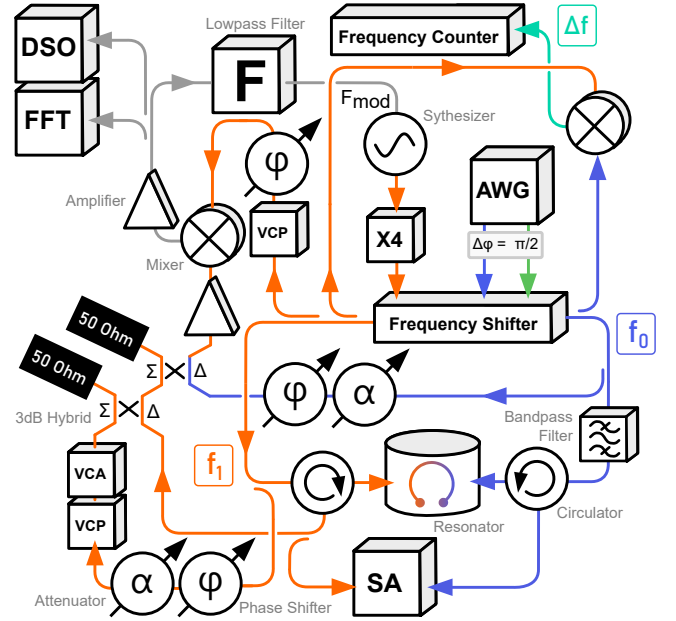 DSO
FFT
Lowpass Filter
F
Frequency Counter
Δf
Fmod
Sythesizer
φ
AWG
Amplifier
Mixer
VCP
X4
Δφ = π/2
Frequency Shifter
f0
50 Ohm
50 Ohm
Σ
Δ
3dB Hybrid
Σ
Δ
φ
α
Bandpass
Filter
VCA
VCP
f1
Resonator
Circulator
α
φ
Attenuator
Phase Shifter
SA